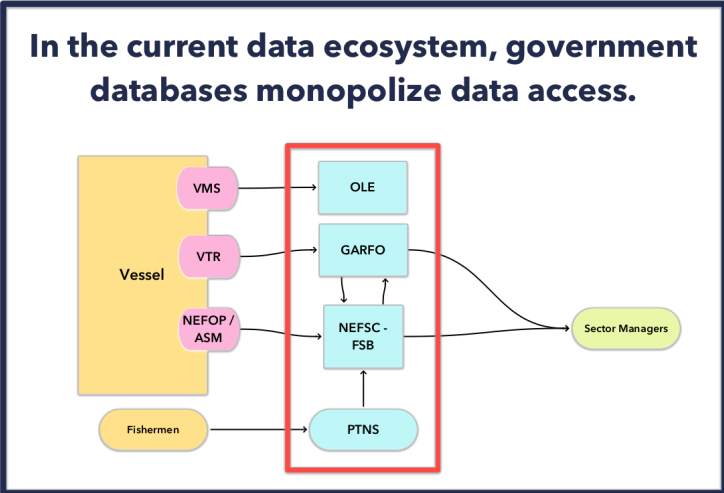 In the current data ecosystem, government
databases monopolize data access.
VMS
OLE
VTR
GARFO
Vessel
NEFOP /
ASM
NEFSC -
FSB
Sector Managers
Fishermen
PTNS